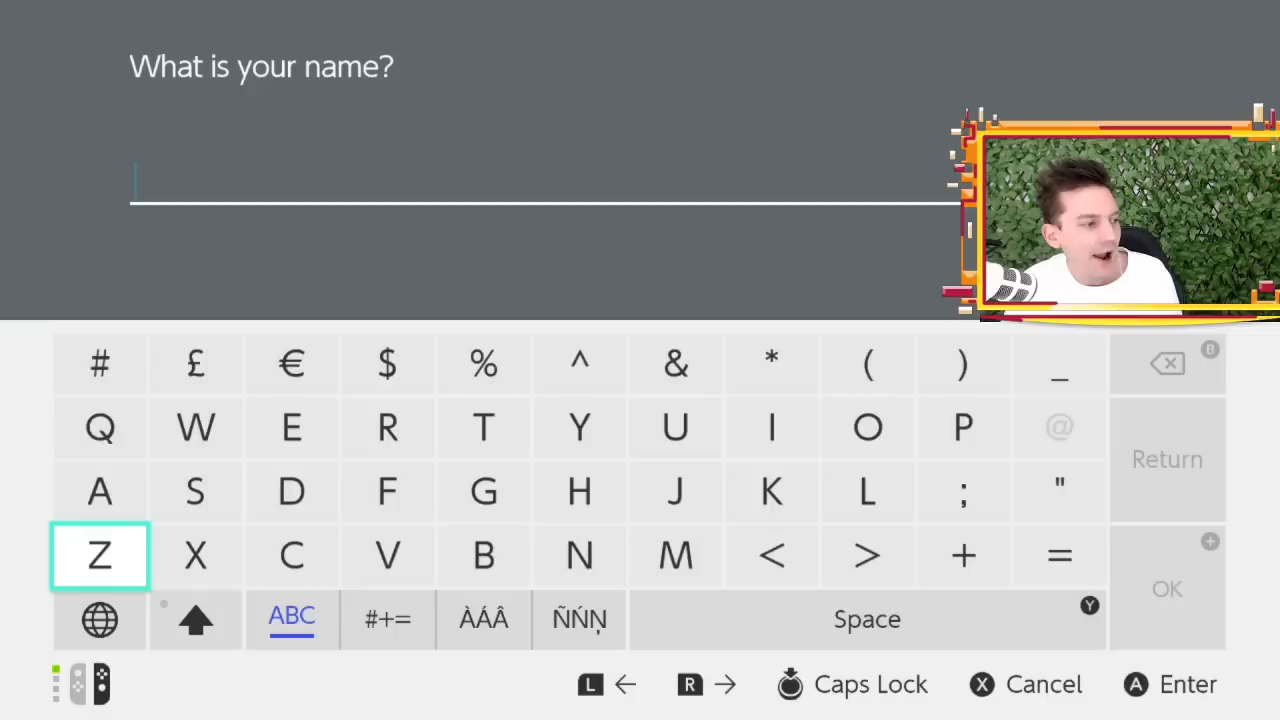 What is your name?
# £ € $ % ^ & * ( ) _ B
Q W E R T Y U I O P @ Return
A S D F G H J K L ; "
Z X C V B N M < > + = + OK
ABC #+= ÀÁÂ ÑŃŅ Space Y
L ← R → Caps Lock X Cancel A Enter